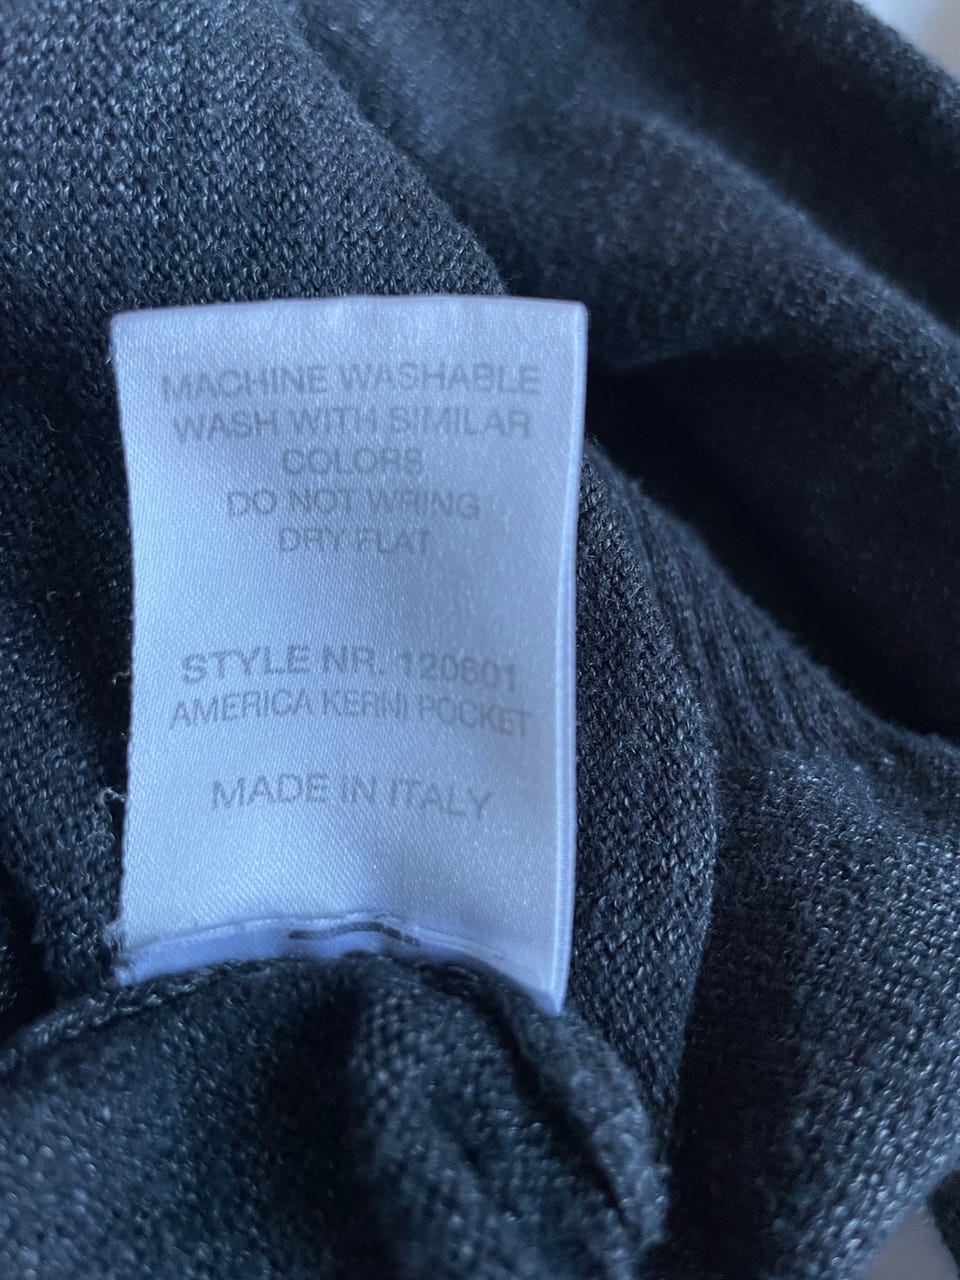 MACHINE WASHABLE
WASH WITH SIMILAR
COLORS
DO NOT WRING
DRY FLAT
STYLE NR. 120601
AMERICA KERNI POCKET
MADE IN ITALY